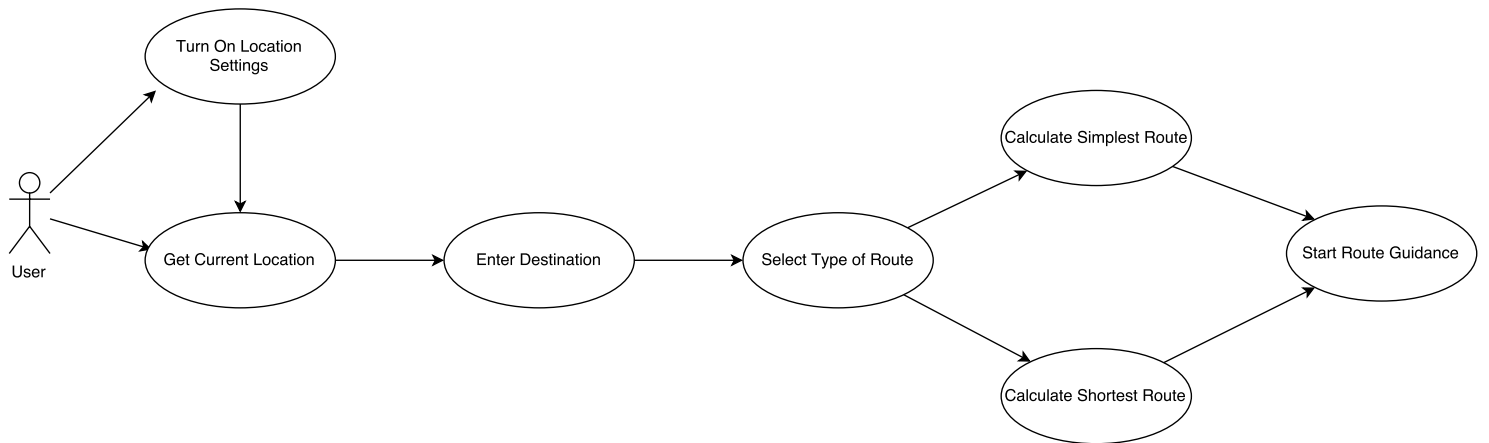 Turn On Location
Settings
User
Get Current Location
Enter Destination
Select Type of Route
Calculate Simplest Route
Calculate Shortest Route
Start Route Guidance